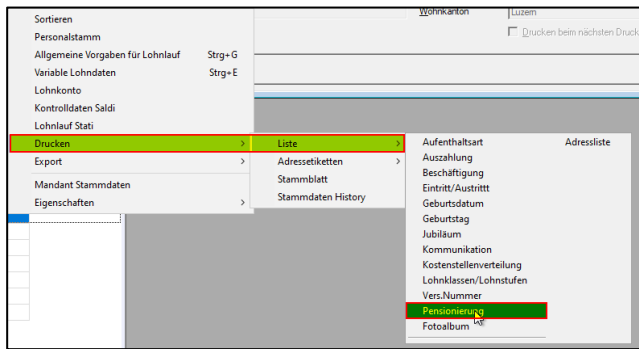 Wohnkanton Luzern
Drucken beim nächsten Druck
Sortieren
Personalstamm
Allgemeine Vorgaben für Lohnlauf Strg+G
Variable Lohndaten Strg+E
Lohnkonto
Kontrolldaten Saldi
Lohnlauf Stati
Drucken >
Export >
Mandant Stammdaten
Eigenschaften >
Liste >
Adressetiketten >
Stammblatt
Stammdaten History
Aufenthaltsart Adressliste
Auszahlung
Beschäftigung
Eintritt/Austrittt
Geburtsdatum
Geburtstag
Jubiläum
Kommunikation
Kostenstellenverteilung
Lohnklassen/Lohnstufen
Vers.Nummer
Pensionierung
Fotoalbum